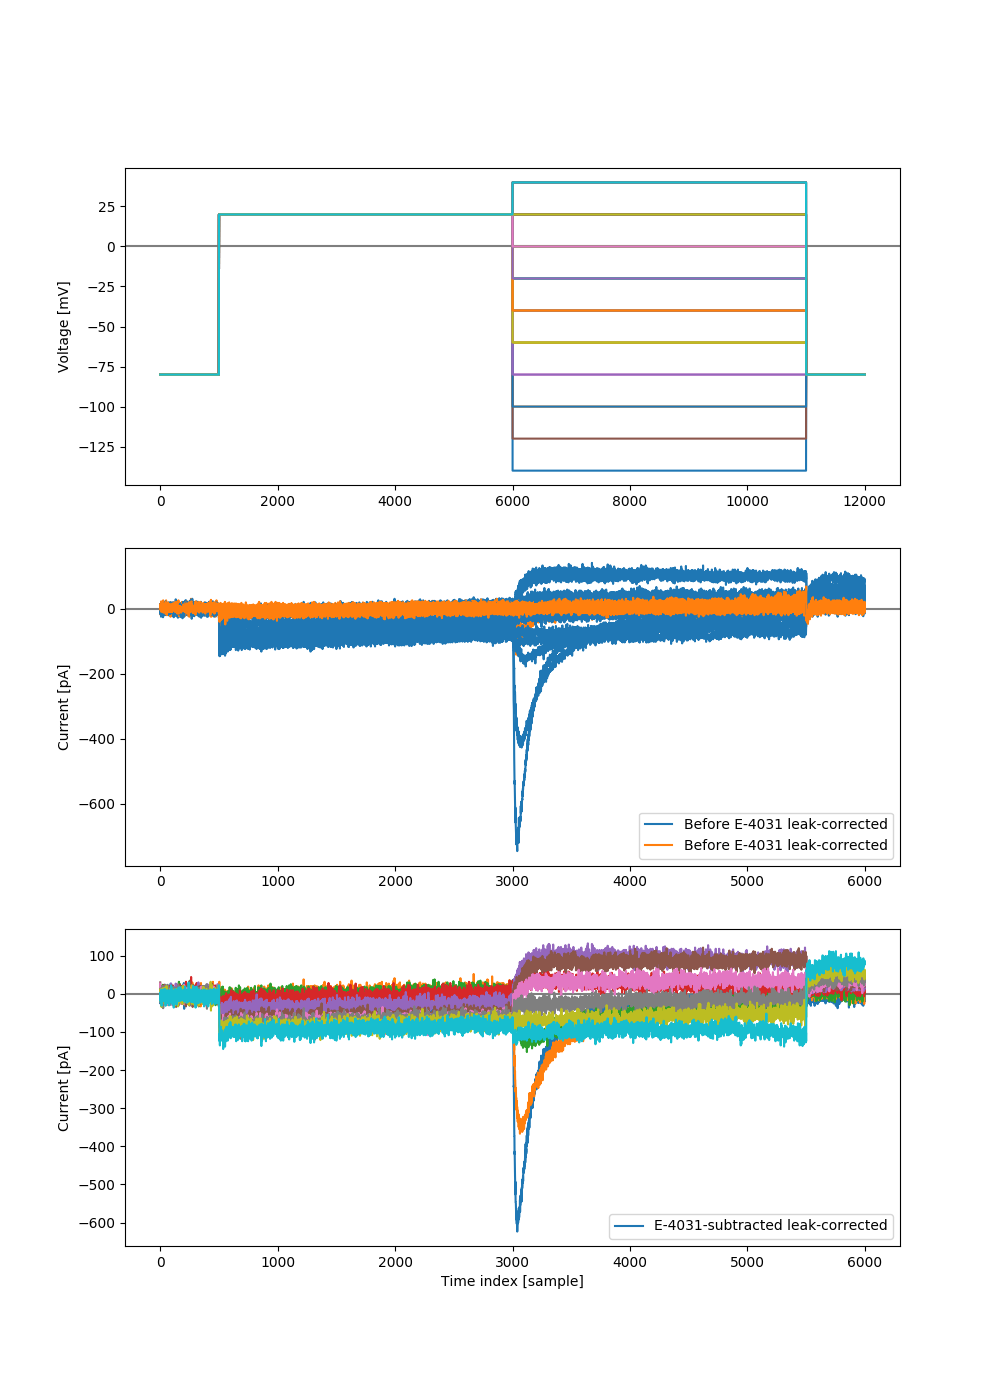 25
0
−25
−50
−75
−100
−125
Voltage [mV]
0 2000 4000 6000 8000 10000 12000
0
−200
−400
−600
Current [pA]
Before E-4031 leak-corrected
Before E-4031 leak-corrected
0 1000 2000 3000 4000 5000 6000
100
0
−100
−200
−300
−400
−500
−600
Current [pA]
E-4031-subtracted leak-corrected
0 1000 2000 3000 4000 5000 6000
Time index [sample]